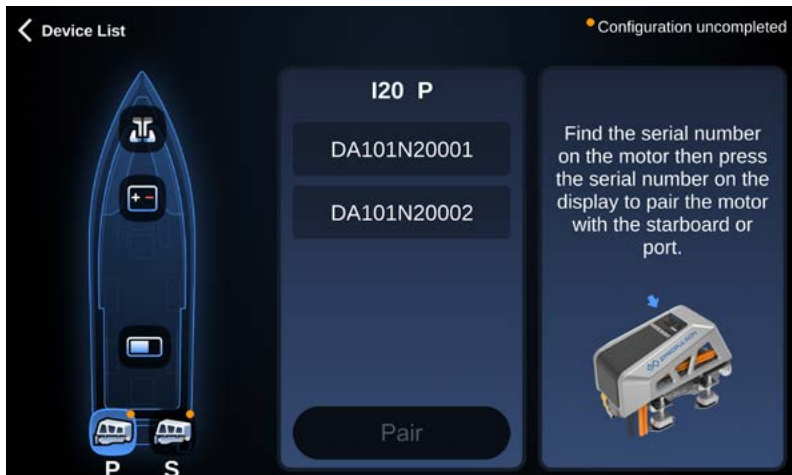 Device List
Configuration uncompleted
I20 P
DA101N20001
DA101N20002
Pair
Find the serial number
on the motor then press
the serial number on the
display to pair the motor
with the starboard or
port.
EPROPULSION
P
S